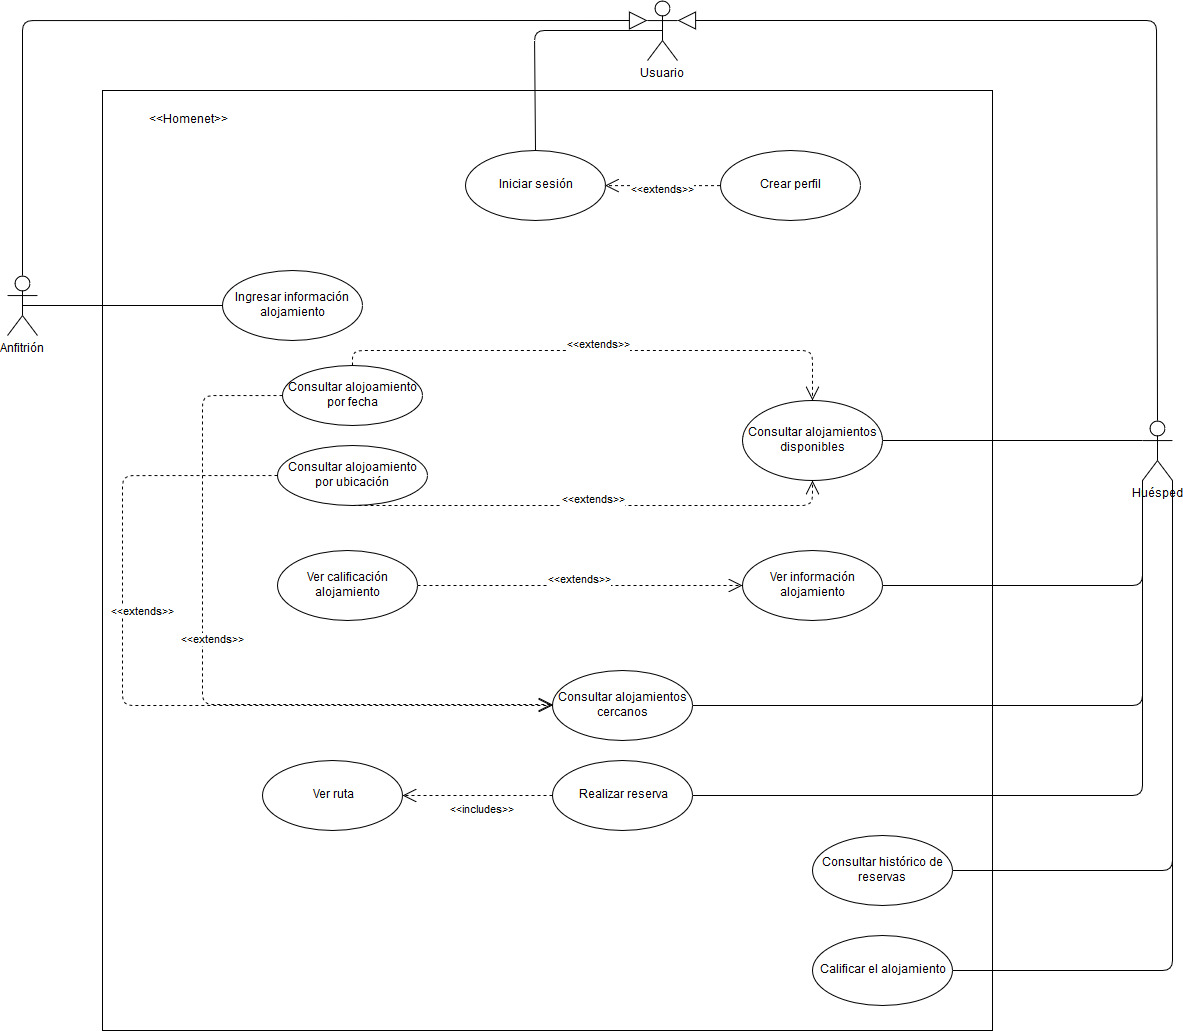 Usuario
<<Homenet>>
Iniciar sesión
<<extends>>
Crear perfil
Ingresar información
alojamiento
Anfitrión
<<extends>>
Consultar alojoamiento
por fecha
Consultar alojamientos
disponibles
Consultar alojoamiento
por ubicación
<<extends>>
Huésped
Ver calificación
alojamiento
<<extends>>
Ver información
alojamiento
<<extends>>
<<extends>>
Consultar alojamientos
cercanos
Ver ruta
<<includes>>
Realizar reserva
Consultar histórico de
reservas
Calificar el alojamiento